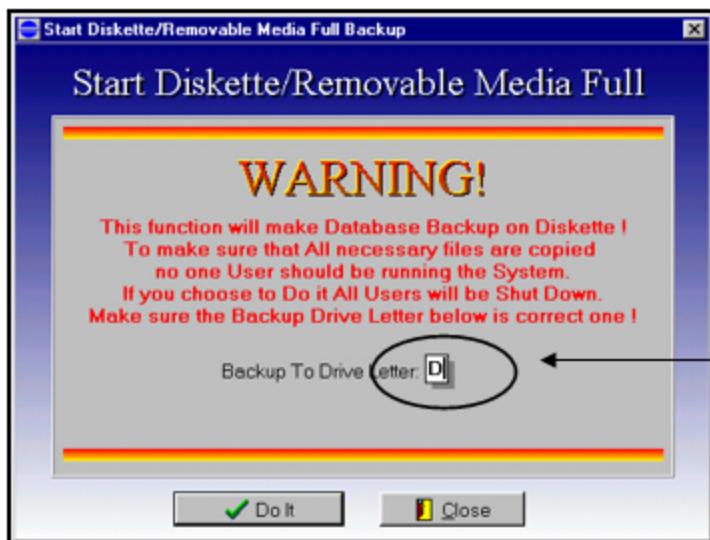 Start Diskette/Removable Media Full Backup
Start Diskette/Removable Media Full
WARNING!
This function will make Database Backup on Diskette !
To make sure that All necessary files are copied
no one User should be running the System.
If you choose to Do it All Users will be Shut Down.
Make sure the Backup Drive Letter below is correct one !
Backup To Drive Letter: D
Do It Close